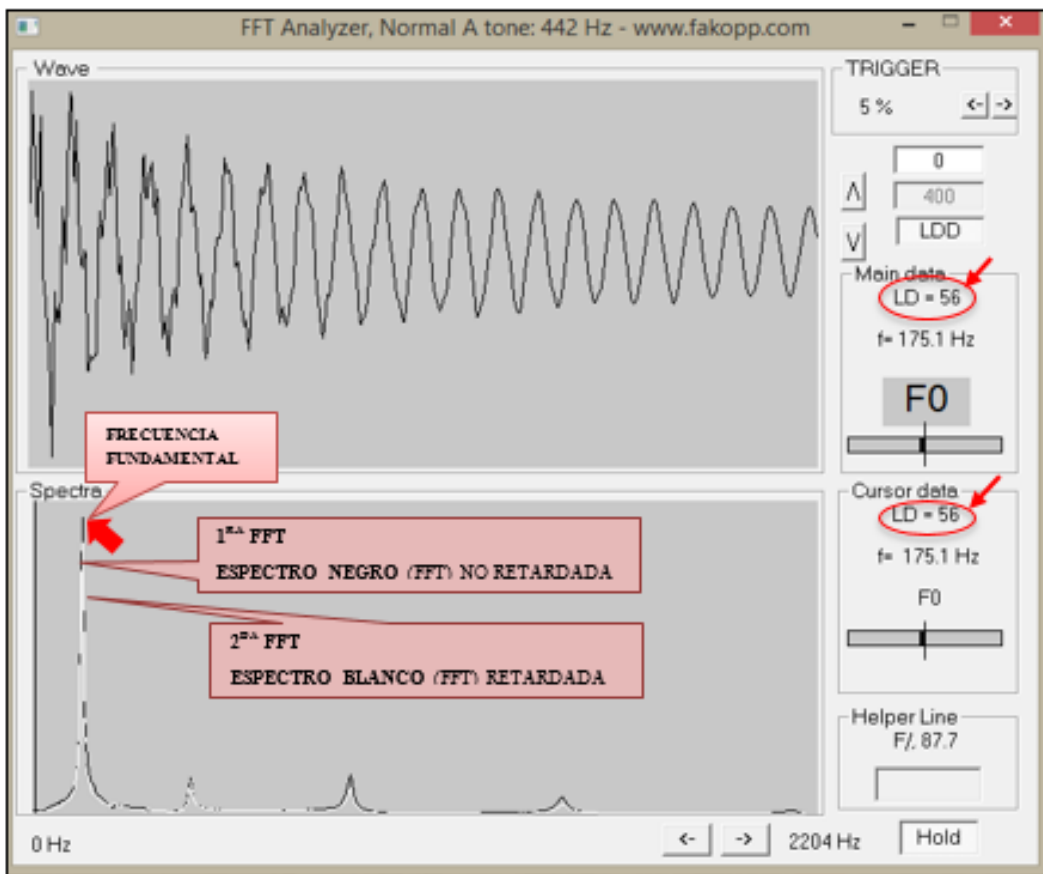 FFT Analyzer, Normal A tone: 442 Hz - www.fakopp.com
Wave
TRIGGER
5 %
<- ->
0
Λ
400
V
LDD
Main data
LD = 56
f= 175.1 Hz
F0
FRECUENCIA
FUNDAMENTAL
Spectra
1RA FFT
ESPECTRO NEGRO (FFT) NO RETARDADA
2DA FFT
ESPECTRO BLANCO (FFT) RETARDADA
Cursor data
LD = 56
f= 175.1 Hz
F0
Helper Line
F/, 87.7
0 Hz
<- ->
2204 Hz
Hold